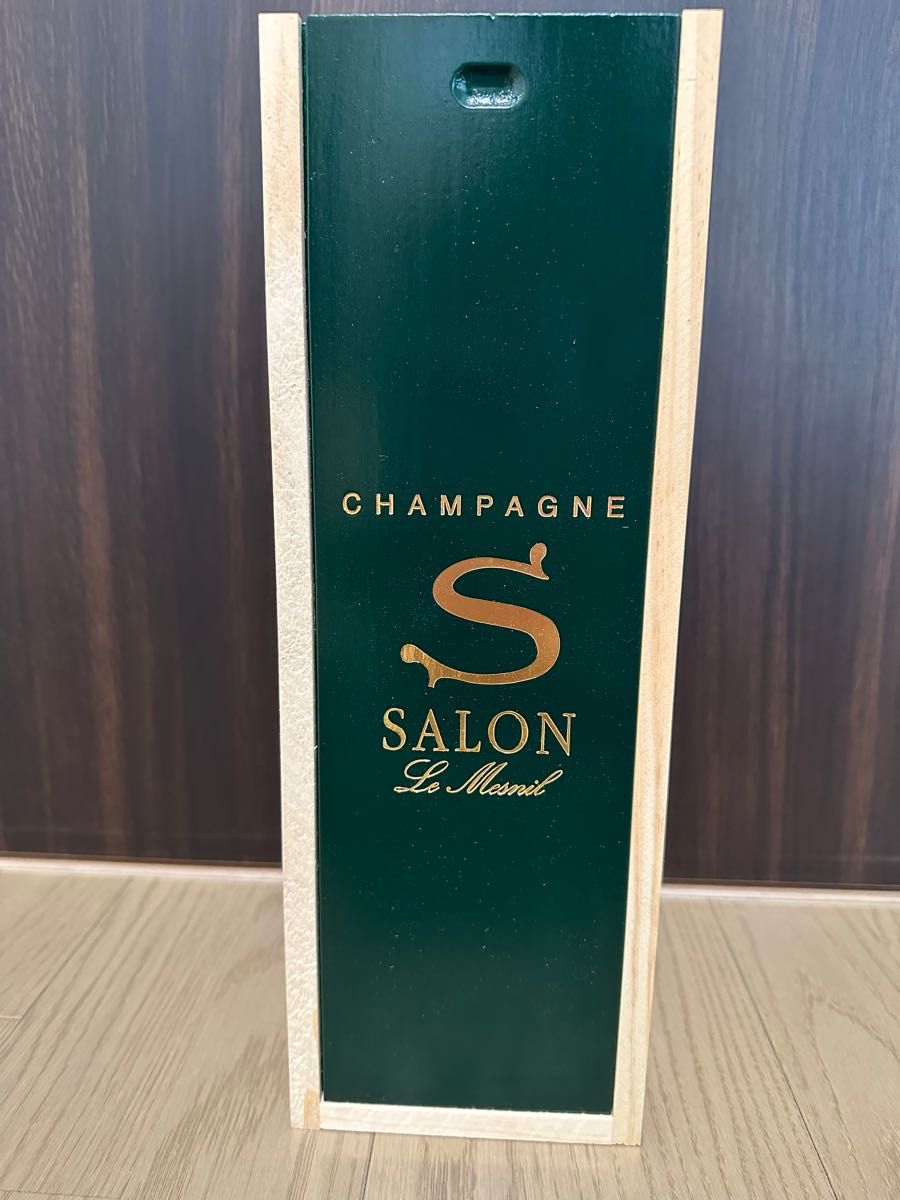 CHAMPAGNE
S
SALON
Le Mesnil